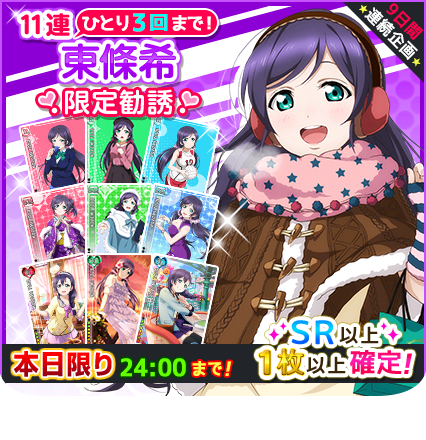 11連 ひとり3回まで!
東條希
限定勧誘
9日間
連続企画
SR以上
1枚以上確定!
本日限り 24:00まで!